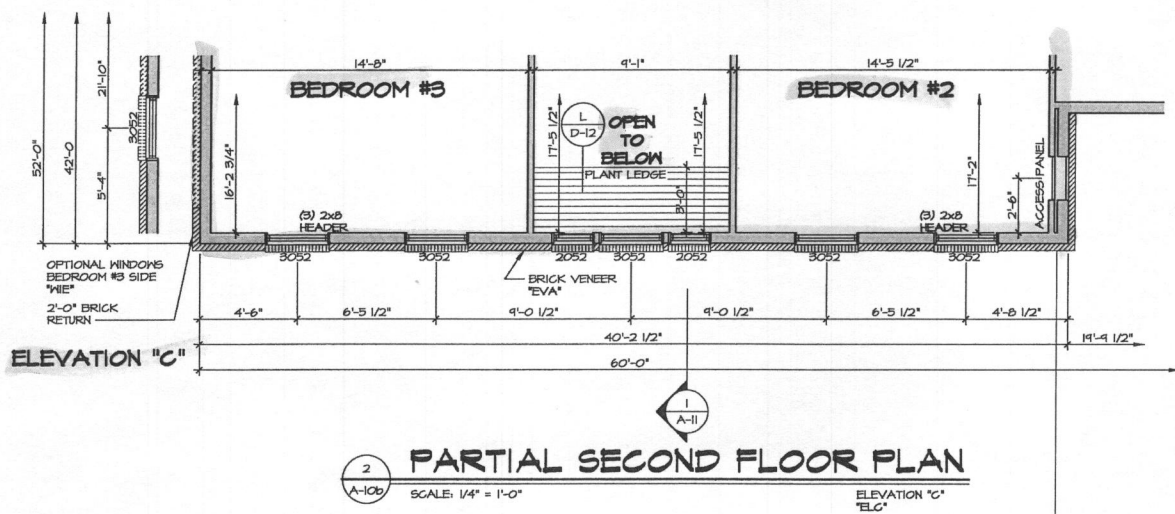 52'-0"
42'-0
21'-10"
5'-4"
3052
14'-8"
9'-1"
14'-5 1/2"
BEDROOM #3
BEDROOM #2
L
D-12
OPEN
TO
BELOW
PLANT LEDGE
16'-2 3/4"
17'-5 1/2"
17'-5 1/2"
3'-0"
17'-2"
2'-6"
ACCESS PANEL
(3) 2x8
HEADER
(3) 2x8
HEADER
3052
3052
2052
3052
2052
3052
3052
OPTIONAL WINDOWS
BEDROOM #3 SIDE
"WIE"
2'-0" BRICK
RETURN
BRICK VENEER
"EVA"
4'-6"
6'-5 1/2"
9'-0 1/2"
9'-0 1/2"
6'-5 1/2"
4'-8 1/2"
40'-2 1/2"
19'-9 1/2"
60'-0"
ELEVATION "C"
1
A-11
2
A-10b
PARTIAL SECOND FLOOR PLAN
SCALE: 1/4" = 1'-0"
ELEVATION "C"
"ELC"